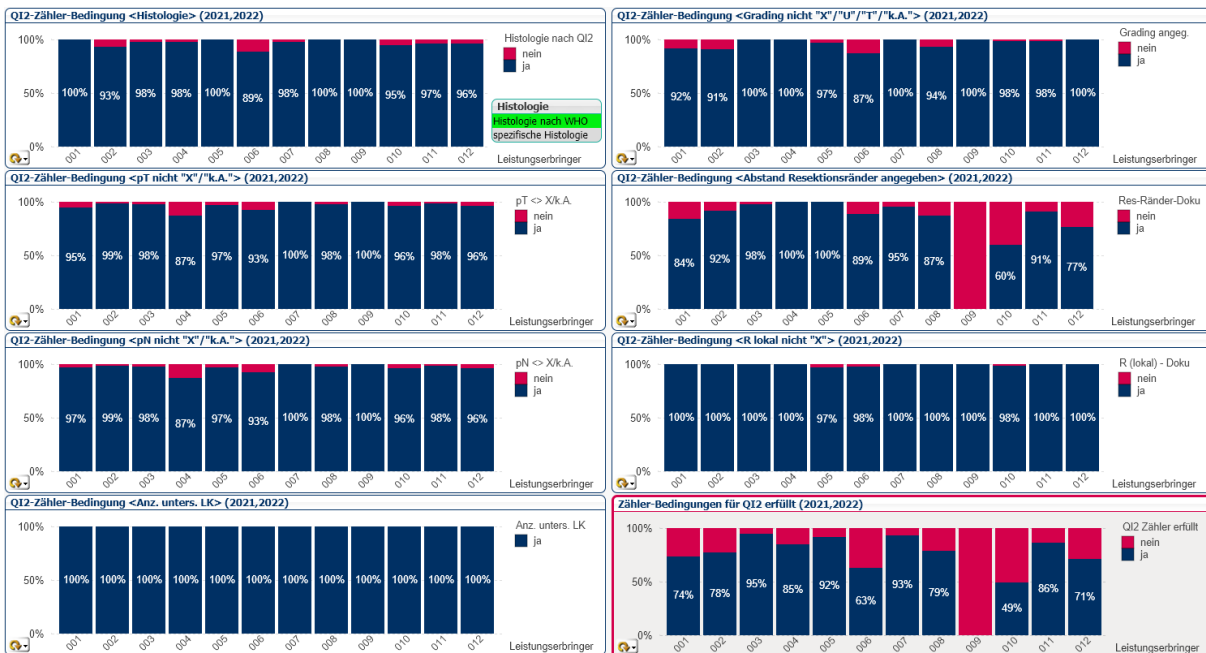 QI2-Zähler-Bedingung <Histologie> (2021,2022)
100%
50%
0%
100% 93% 98% 98% 100% 89% 98% 100% 100% 95% 97% 96%
001 002 003 004 005 006 007 008 009 010 011 012
Histologie nach QI2
nein
ja
Histologie
Histologie nach WHO
spezifische Histologie
Leistungserbringer
QI2-Zähler-Bedingung <Grading nicht "X"/"U"/"T"/"k.A."> (2021,2022)
100%
50%
0%
92% 91% 100% 100% 97% 87% 100% 94% 100% 98% 98% 100%
001 002 003 004 005 006 007 008 009 010 011 012
Grading angeg.
nein
ja
Leistungserbringer
QI2-Zähler-Bedingung <pT nicht "X"/"k.A."> (2021,2022)
100%
50%
0%
95% 99% 98% 87% 97% 93% 100% 98% 100% 96% 98% 96%
001 002 003 004 005 006 007 008 009 010 011 012
pT <> X/k.A.
nein
ja
Leistungserbringer
QI2-Zähler-Bedingung <Abstand Resektionsränder angegeben> (2021,2022)
100%
50%
0%
84% 92% 98% 100% 100% 89% 95% 87% 60% 91% 77%
001 002 003 004 005 006 007 008 009 010 011 012
Res-Ränder-Doku
nein
ja
Leistungserbringer
QI2-Zähler-Bedingung <pN nicht "X"/"k.A."> (2021,2022)
100%
50%
0%
97% 99% 98% 87% 97% 93% 100% 98% 100% 96% 98% 96%
001 002 003 004 005 006 007 008 009 010 011 012
pN <> X/k.A.
nein
ja
Leistungserbringer
QI2-Zähler-Bedingung <R lokal nicht "X"> (2021,2022)
100%
50%
0%
100% 100% 100% 100% 97% 98% 100% 100% 100% 98% 100% 100%
001 002 003 004 005 006 007 008 009 010 011 012
R (lokal) - Doku
nein
ja
Leistungserbringer
QI2-Zähler-Bedingung <Anz. unters. LK> (2021,2022)
100%
50%
0%
100% 100% 100% 100% 100% 100% 100% 100% 100% 100% 100% 100%
001 002 003 004 005 006 007 008 009 010 011 012
Anz. unters. LK
ja
Leistungserbringer
Zähler-Bedingungen für QI2 erfüllt (2021,2022)
100%
50%
0%
74% 78% 95% 85% 92% 63% 93% 79% 49% 86% 71%
001 002 003 004 005 006 007 008 009 010 011 012
QI2 Zähler erfüllt
nein
ja
Leistungserbringer